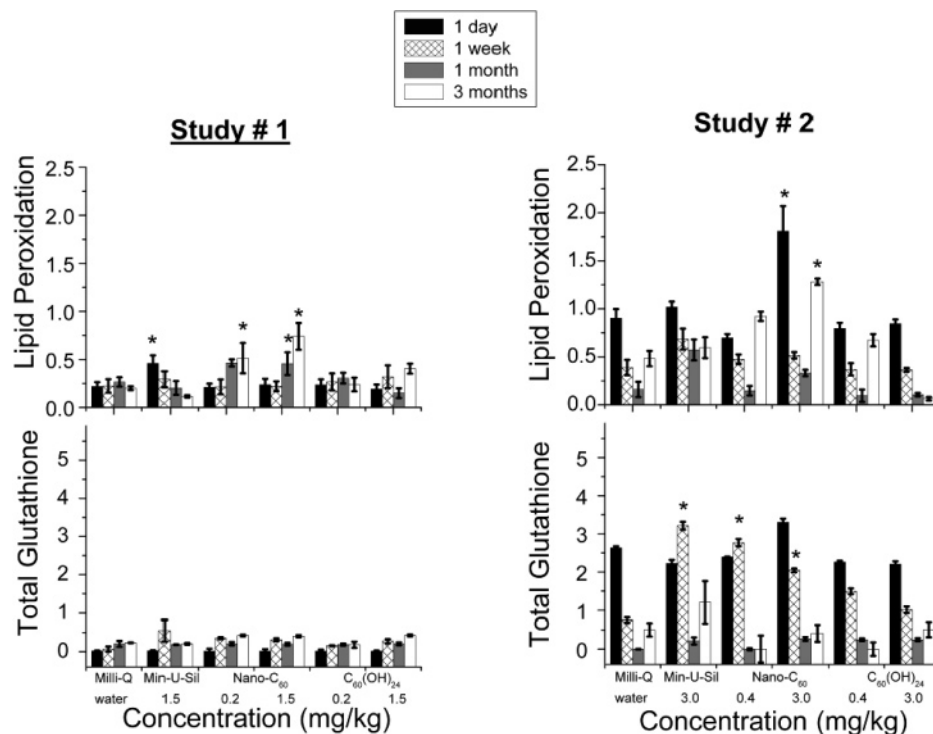 1 day
1 week
1 month
3 months
Study # 1
Study # 2
Lipid Peroxidation
2.5
2.0
1.5
1.0
0.5
0.0
*
*
*
*
Lipid Peroxidation
2.5
2.0
1.5
1.0
0.5
0.0
*
*
Total Glutathione
5
4
3
2
1
0
Total Glutathione
5
4
3
2
1
0
*
*
*
Milli-Q Min-U-Sil Nano-C60 C60(OH)24
water 1.5 0.2 1.5 0.2 1.5
Concentration (mg/kg)
Milli-Q Min-U-Sil Nano-C60 C60(OH)24
water 3.0 0.4 3.0 0.4 3.0
Concentration (mg/kg)